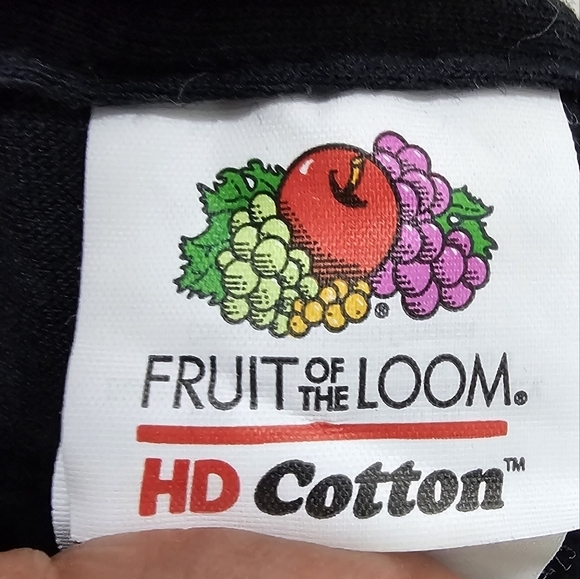 ®
FRUIT OF THE LOOM®
HD Cotton™